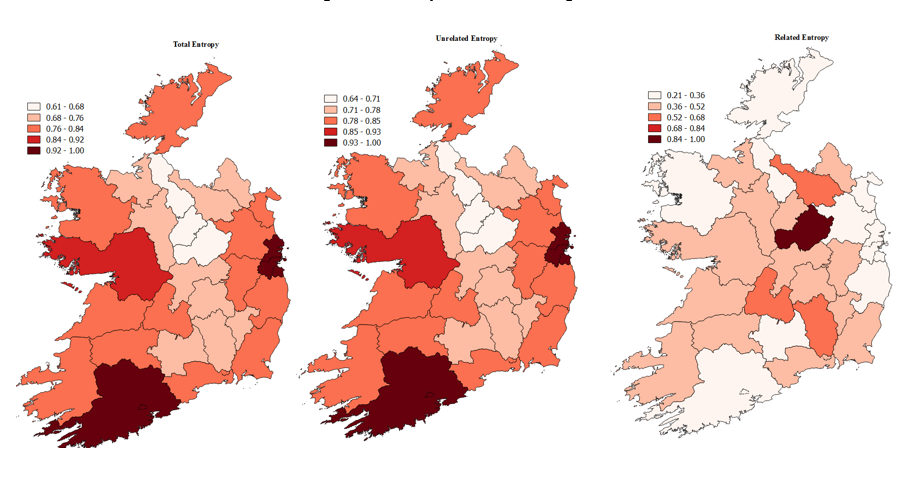 Total Entropy
0.61 - 0.68
0.68 - 0.76
0.76 - 0.84
0.84 - 0.92
0.92 - 1.00
Unrelated Entropy
0.64 - 0.71
0.71 - 0.78
0.78 - 0.85
0.85 - 0.93
0.93 - 1.00
Related Entropy
0.21 - 0.36
0.36 - 0.52
0.52 - 0.68
0.68 - 0.84
0.84 - 1.00